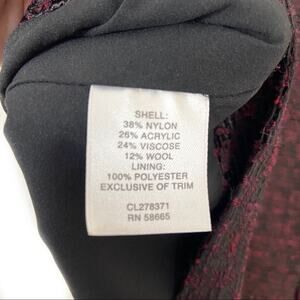 SHELL:
38% NYLON
26% ACRYLIC
24% VISCOSE
12% WOOL
LINING:
100% POLYESTER
EXCLUSIVE OF TRIM
CL278371
RN 58665